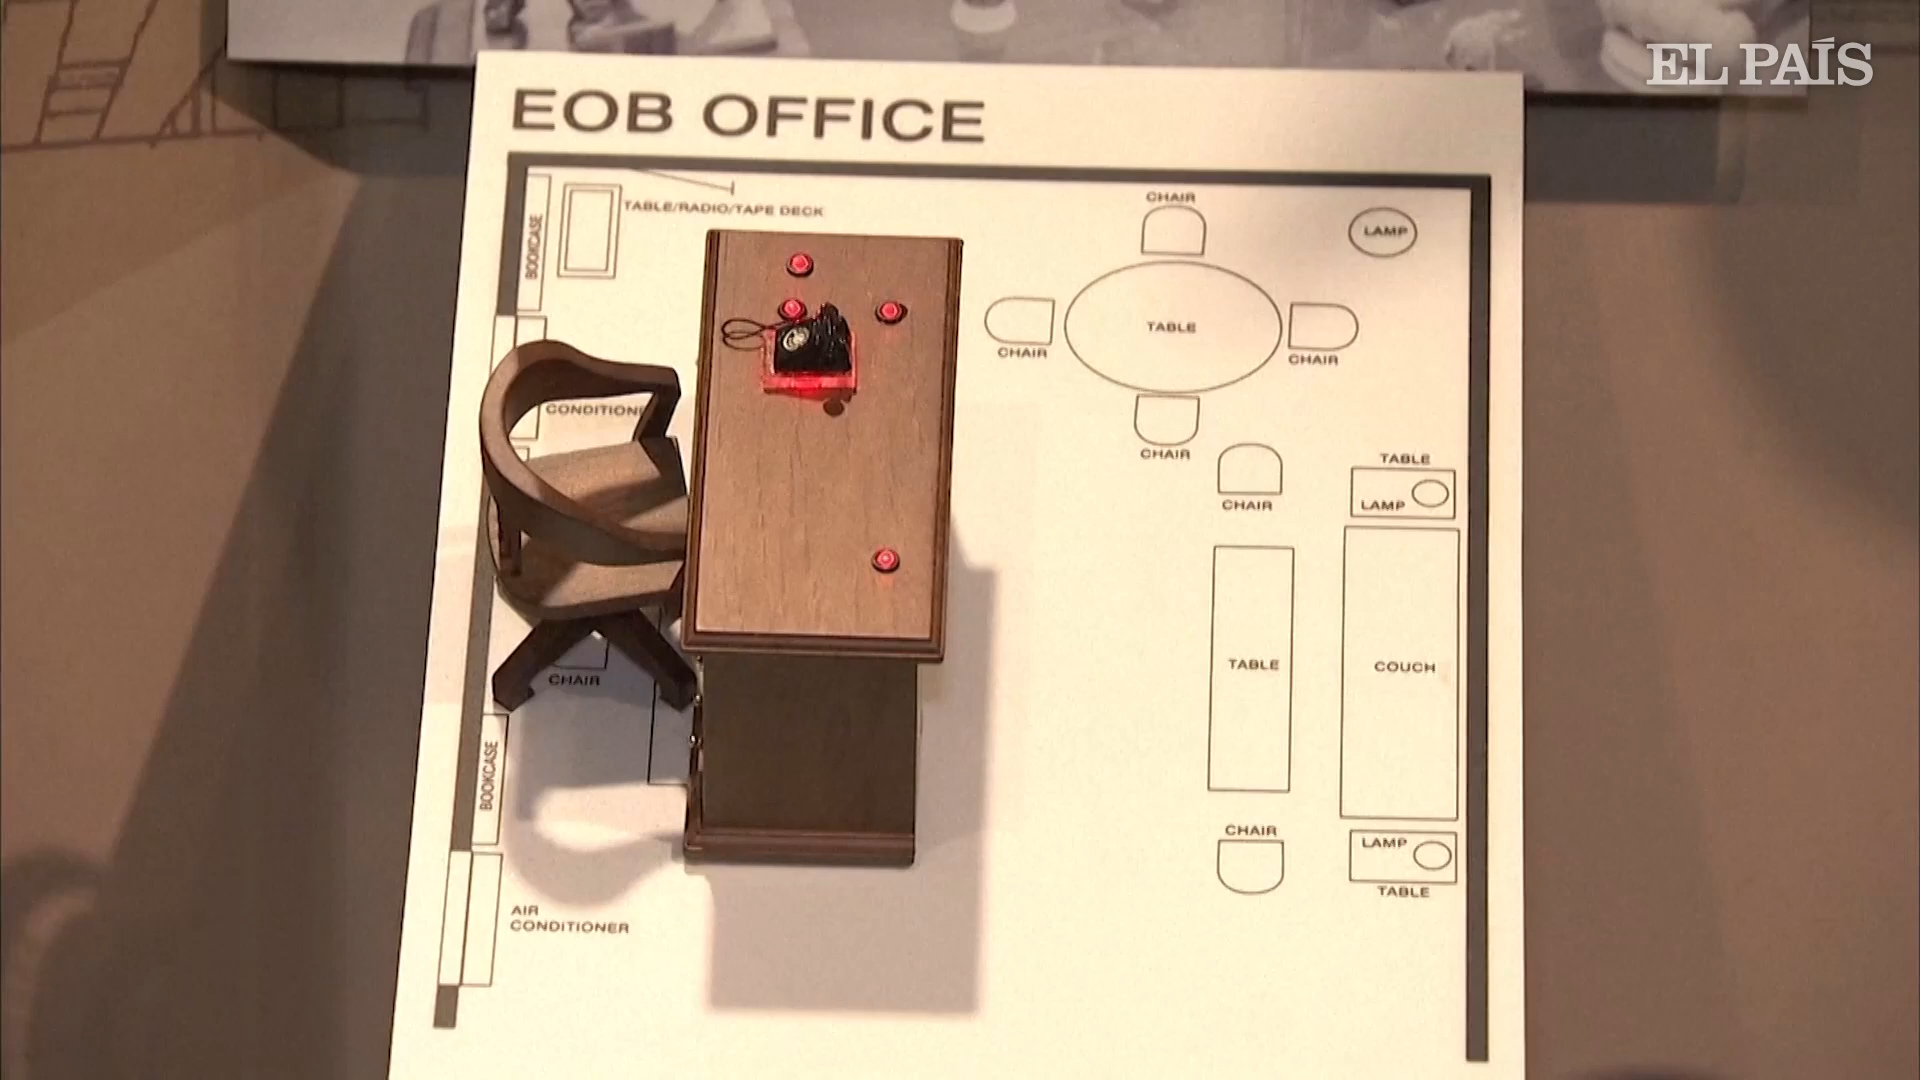 EL PAÍS
EOB OFFICE
CHAIR
TABLE/RADIO/TAPE DECK
BOOKCASE
LAMP
TABLE
CHAIR
CHAIR
CONDITIONE
CHAIR
TABLE
CHAIR
LAMP
TABLE
COUCH
CHAIR
BOOKCASE
CHAIR
LAMP
TABLE
AIR
CONDITIONER